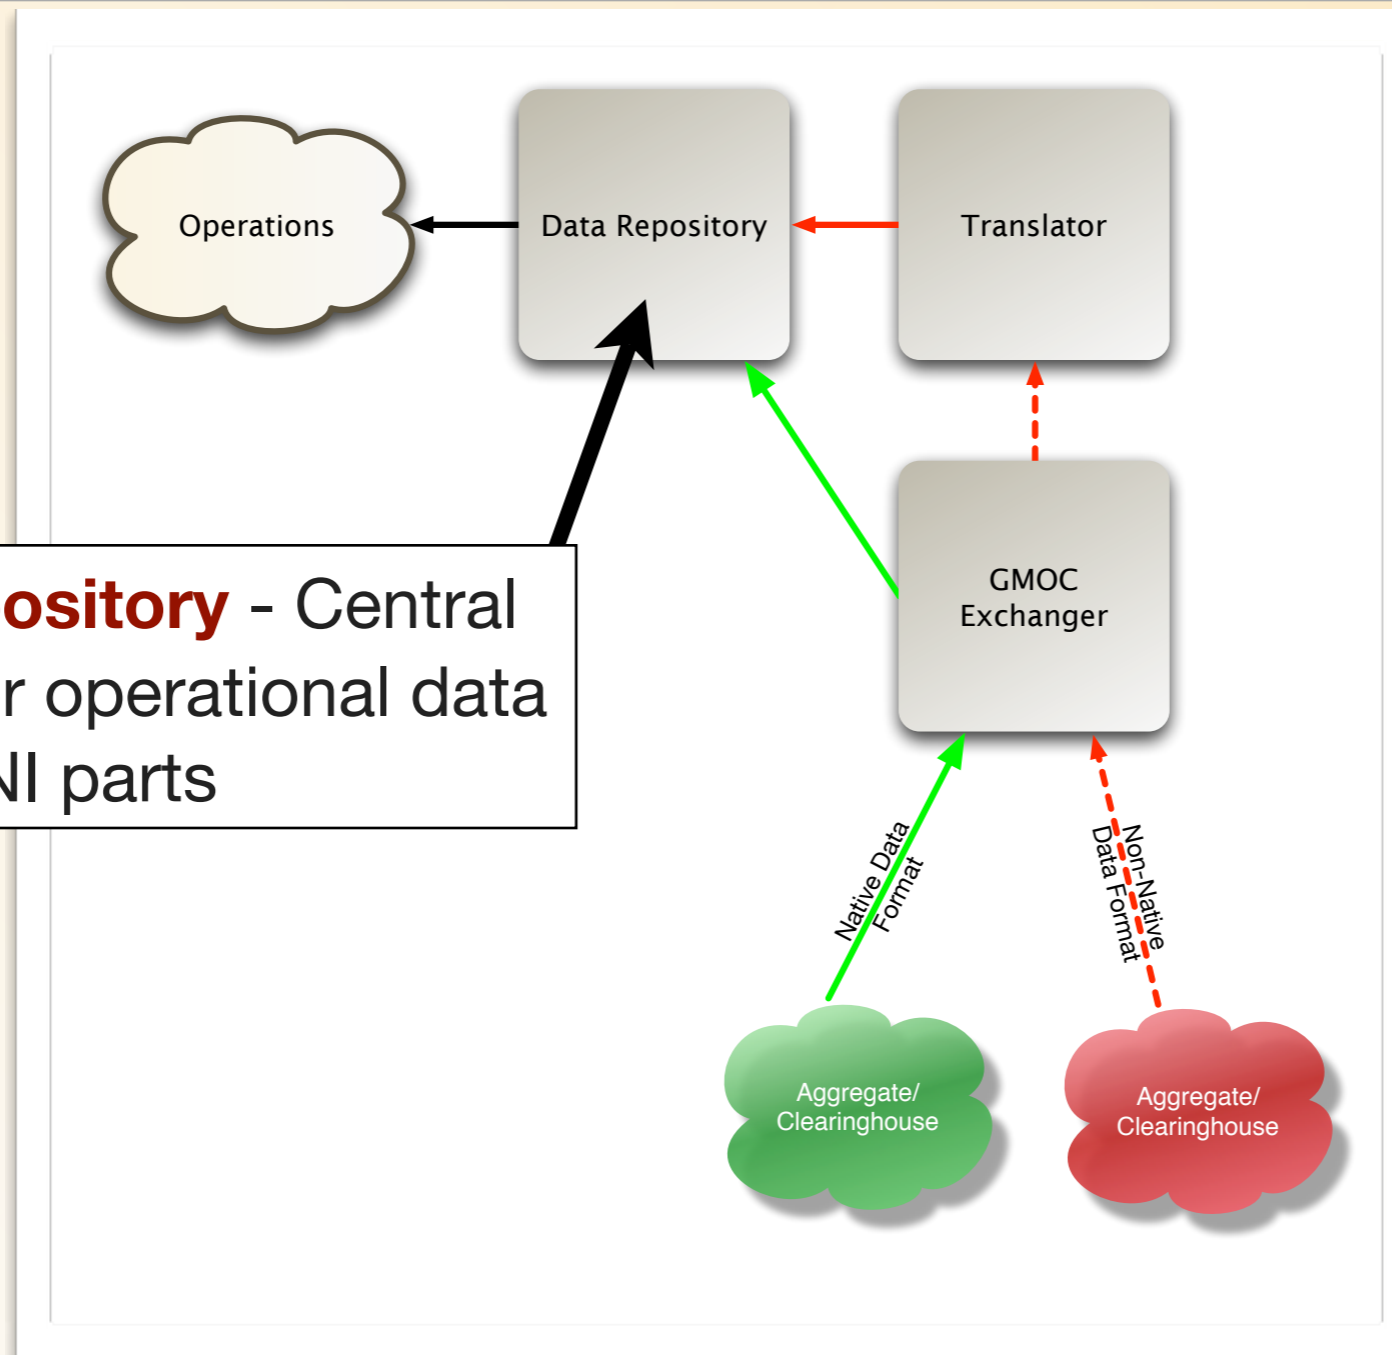 Operations
Data Repository
Translator
GMOC
Exchanger
ository - Central
r operational data
NI parts
Native Data
Format
Non-Native
Data Format
Aggregate/
Clearinghouse
Aggregate/
Clearinghouse